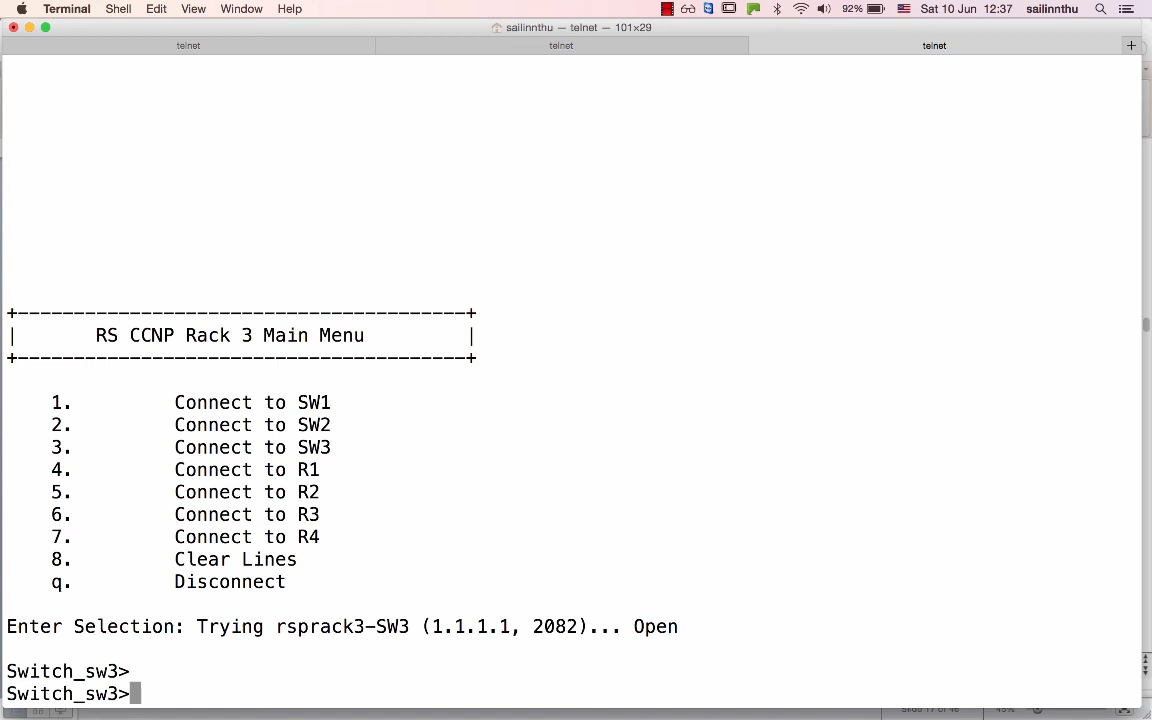 Terminal Shell Edit View Window Help 92% Sat 10 Jun 12:37 sailinnthu
sailinnthu — telnet — 101×29
telnet telnet telnet +
+-----------------------------------------+
| RS CCNP Rack 3 Main Menu |
+-----------------------------------------+
1. Connect to SW1
2. Connect to SW2
3. Connect to SW3
4. Connect to R1
5. Connect to R2
6. Connect to R3
7. Connect to R4
8. Clear Lines
q. Disconnect
Enter Selection: Trying rsprack3-SW3 (1.1.1.1, 2082)... Open
Switch_sw3>
Switch_sw3>